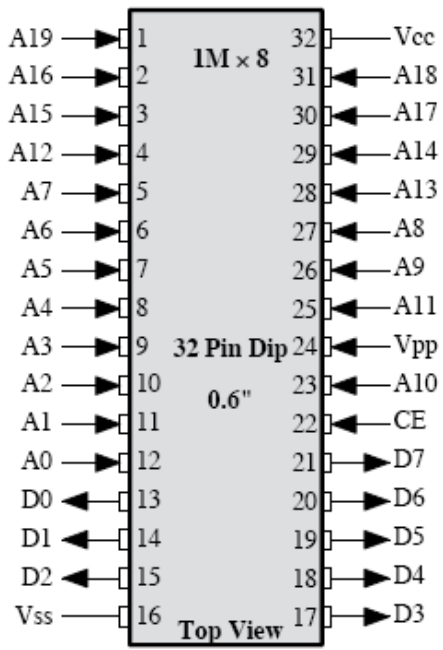 A19 1 32 Vcc
1M × 8
A16 2 31 A18
A15 3 30 A17
A12 4 29 A14
A7 5 28 A13
A6 6 27 A8
A5 7 26 A9
A4 8 25 A11
A3 9 32 Pin Dip 24 Vpp
A2 10 23 A10
0.6"
A1 11 22 CE
A0 12 21 D7
D0 13 20 D6
D1 14 19 D5
D2 15 18 D4
Vss 16 17 D3
Top View